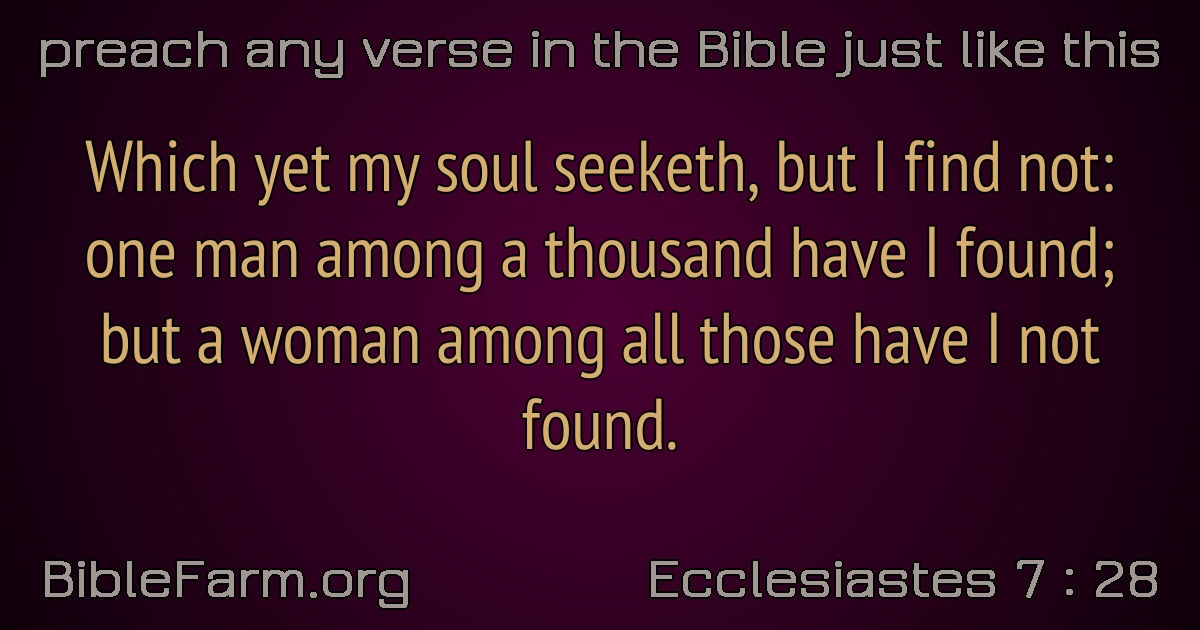 preach any verse in the Bible just like this
Which yet my soul seeketh, but I find not:
one man among a thousand have I found;
but a woman among all those have I not
found.
BibleFarm.org
Ecclesiastes 7 : 28